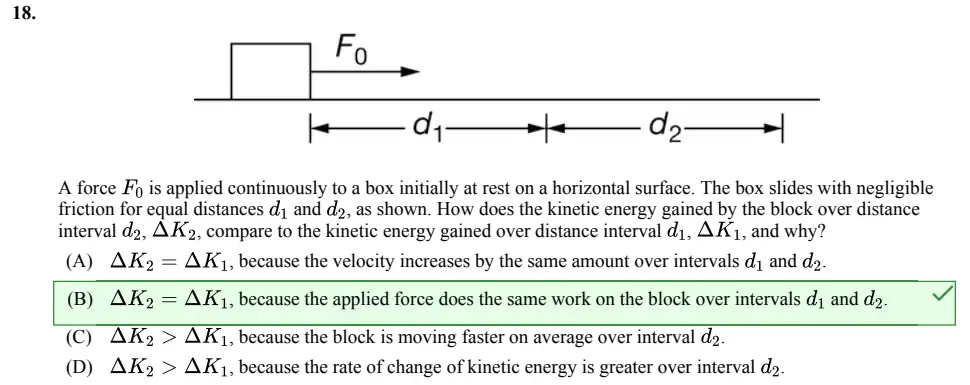 18.
F₀
d₁ d₂
A force F₀ is applied continuously to a box initially at rest on a horizontal surface. The box slides with negligible
friction for equal distances d₁ and d₂, as shown. How does the kinetic energy gained by the block over distance
interval d₂, ΔK₂, compare to the kinetic energy gained over distance interval d₁, ΔK₁, and why?
(A) ΔK₂ = ΔK₁, because the velocity increases by the same amount over intervals d₁ and d₂.
(B) ΔK₂ = ΔK₁, because the applied force does the same work on the block over intervals d₁ and d₂.
(C) ΔK₂ > ΔK₁, because the block is moving faster on average over interval d₂.
(D) ΔK₂ > ΔK₁, because the rate of change of kinetic energy is greater over interval d₂.